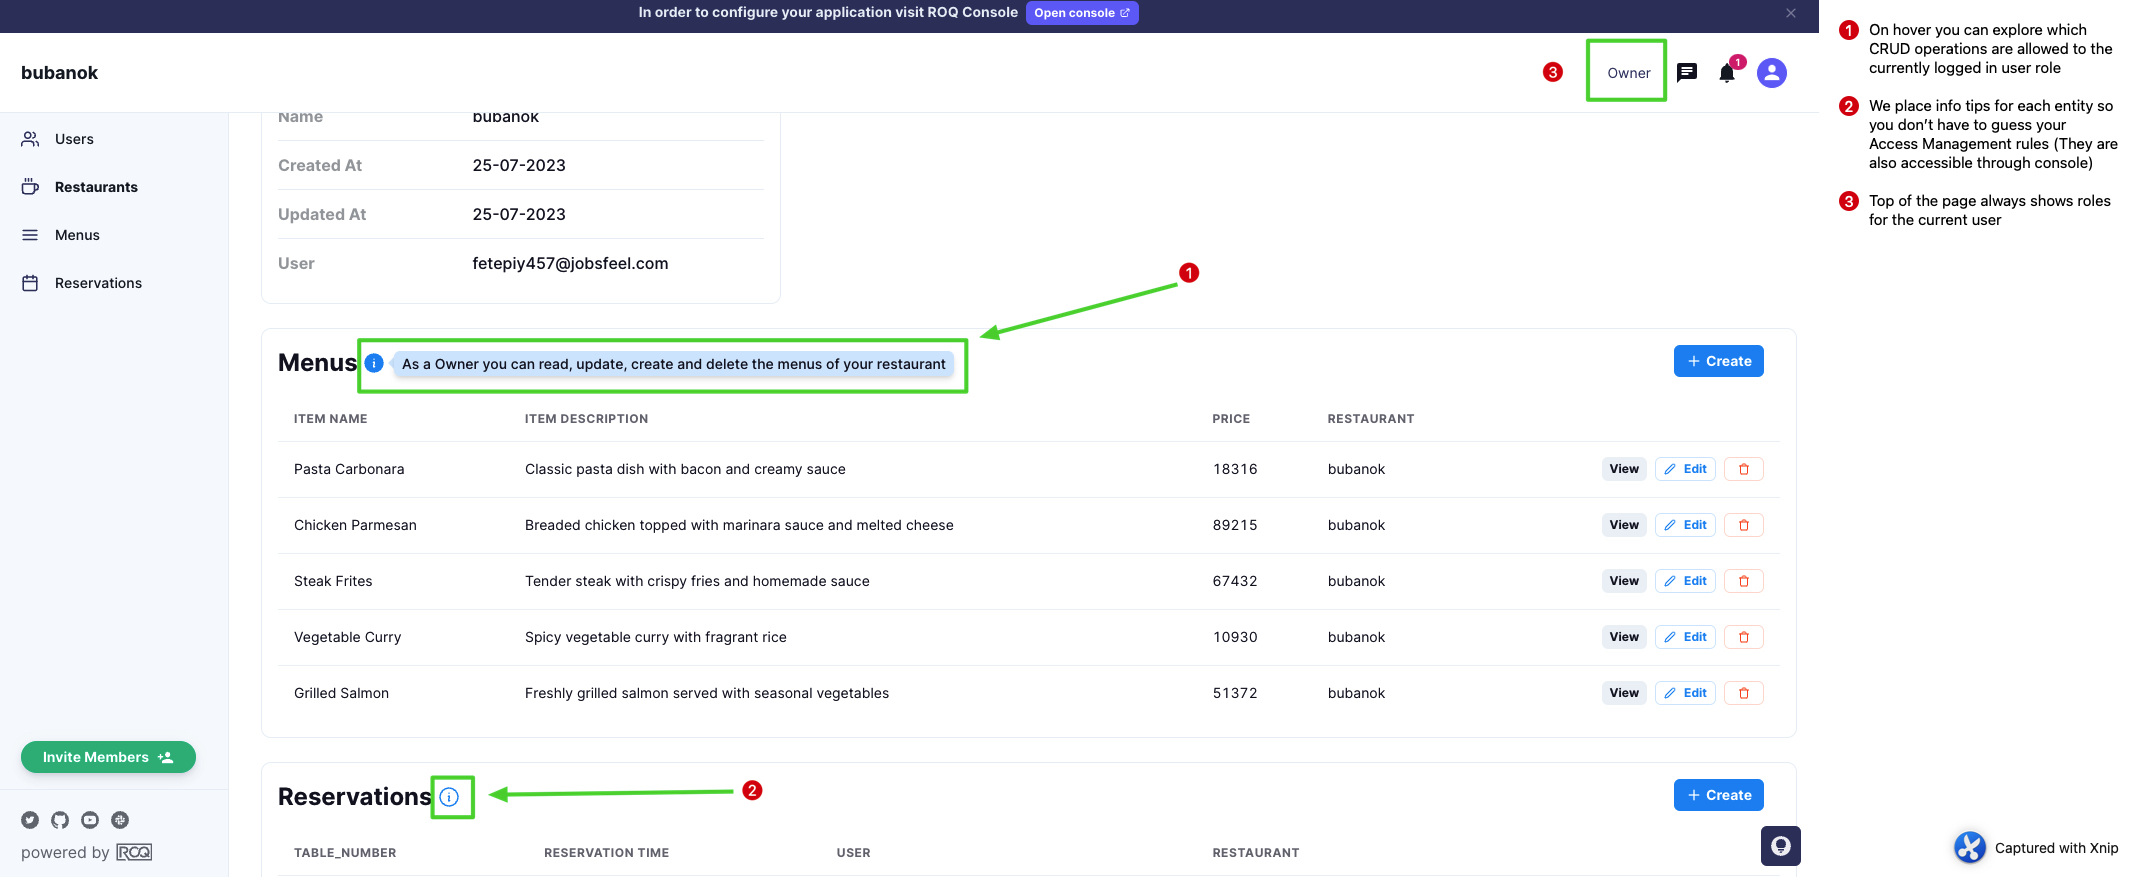 In order to configure your application visit ROQ Console Open console
bubanok
3 Owner 1
Users
Restaurants
Menus
Reservations
Invite Members
powered by ROQ
Name bubanok
Created At 25-07-2023
Updated At 25-07-2023
User fetepiy457@jobsfeel.com
1
Menus i As a Owner you can read, update, create and delete the menus of your restaurant + Create
ITEM NAME ITEM DESCRIPTION PRICE RESTAURANT
Pasta Carbonara Classic pasta dish with bacon and creamy sauce 18316 bubanok View Edit
Chicken Parmesan Breaded chicken topped with marinara sauce and melted cheese 89215 bubanok View Edit
Steak Frites Tender steak with crispy fries and homemade sauce 67432 bubanok View Edit
Vegetable Curry Spicy vegetable curry with fragrant rice 10930 bubanok View Edit
Grilled Salmon Freshly grilled salmon served with seasonal vegetables 51372 bubanok View Edit
Reservations i 2 + Create
TABLE_NUMBER RESERVATION TIME USER RESTAURANT
1 On hover you can explore which
CRUD operations are allowed to the
currently logged in user role
2 We place info tips for each entity so
you don't have to guess your
Access Management rules (They are
also accessible through console)
3 Top of the page always shows roles
for the current user
Captured with Xnip